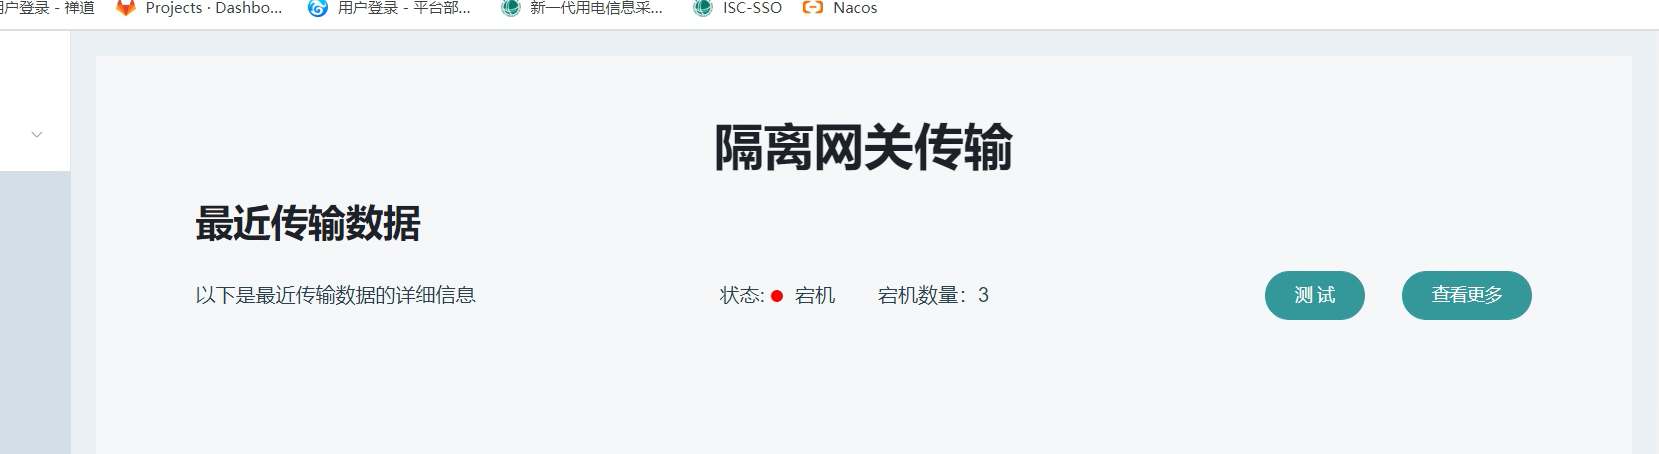 用户登录 - 禅道 Projects · Dashbo... 用户登录 - 平台部... 新一代用电信息采... ISC-SSO Nacos
隔离网关传输
最近传输数据
以下是最近传输数据的详细信息 状态: 宕机 宕机数量：3 测 试 查看更多